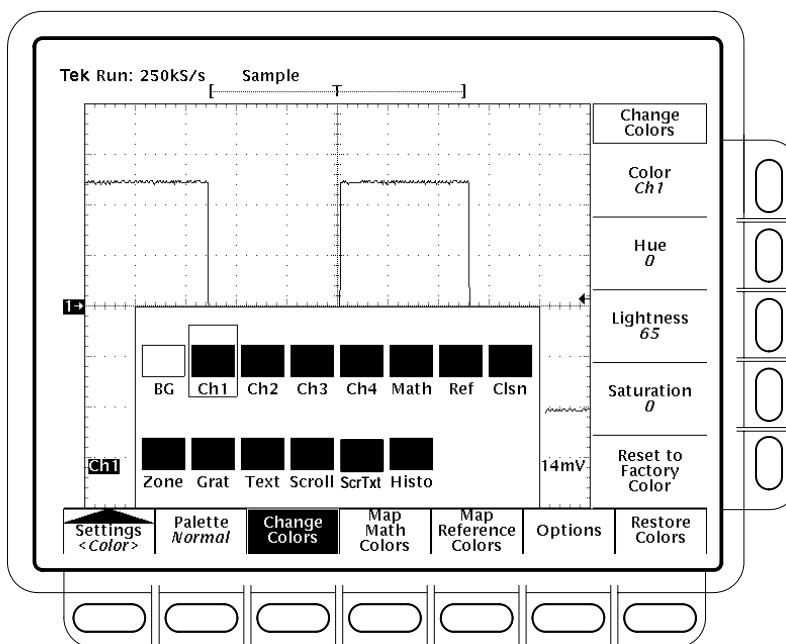 Tek Run: 250kS/s Sample
[ T ]
Change
Colors
Color
Ch1
Hue
0
Lightness
65
Saturation
0
Reset to
Factory
Color
1→
BG Ch1 Ch2 Ch3 Ch4 Math Ref Clsn
Zone Grat Text Scroll ScrTxt Histo
Ch1
14mV
Settings
<Color>
Palette
Normal
Change
Colors
Map
Math
Colors
Map
Reference
Colors
Options
Restore
Colors